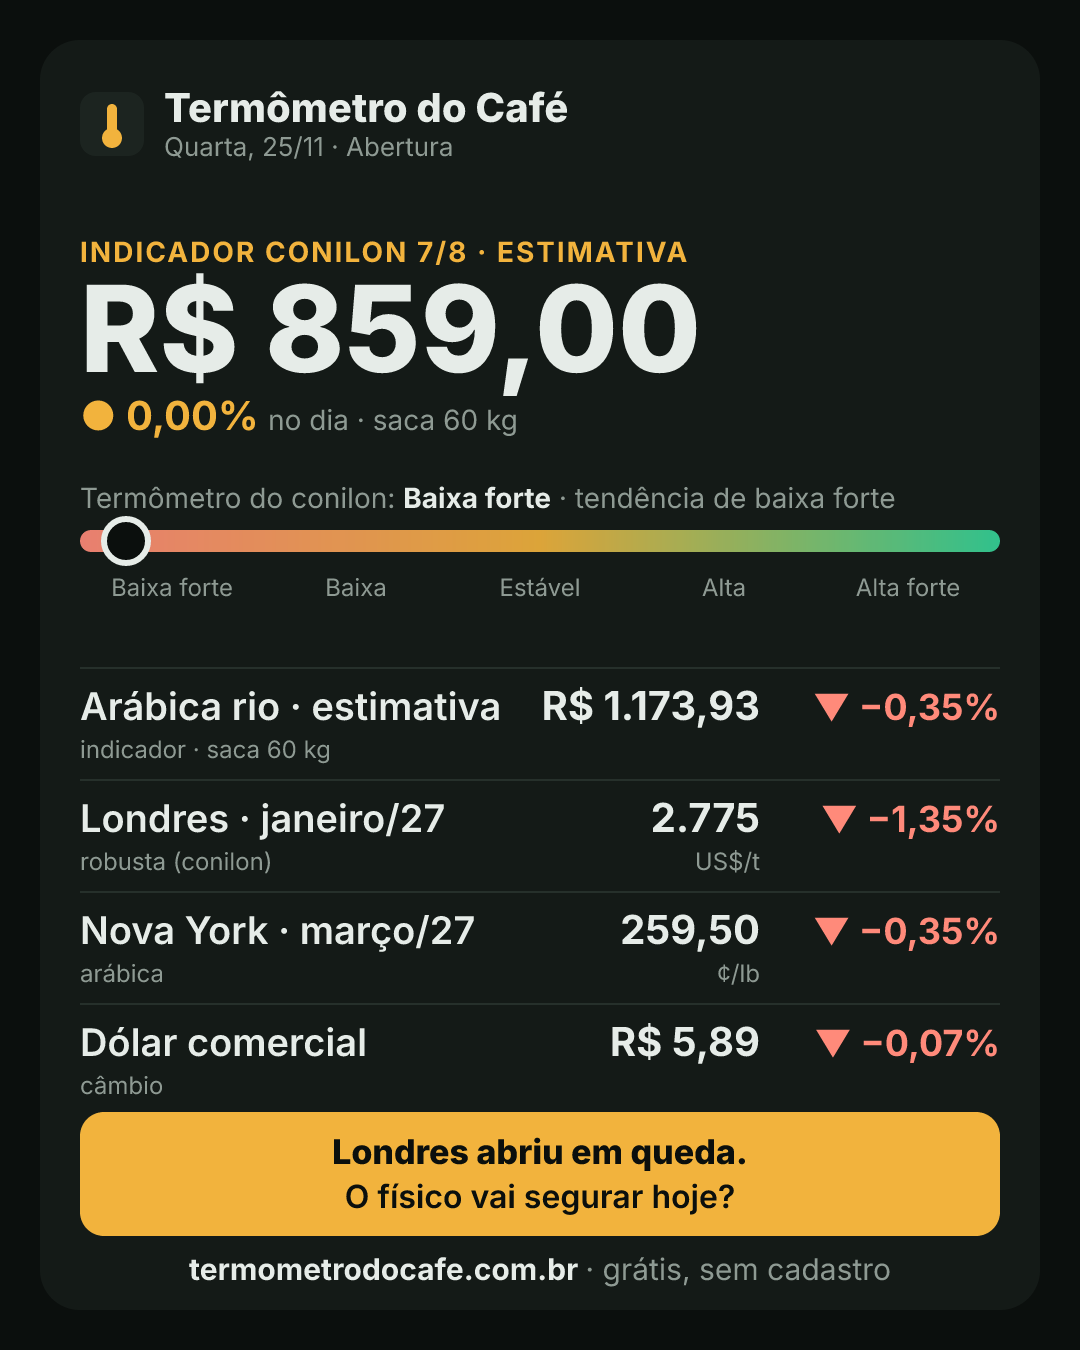 Termômetro do Café
Quarta, 25/11 · Abertura
INDICADOR CONILON 7/8 · ESTIMATIVA
R$ 859,00
0,00% no dia · saca 60 kg
Termômetro do conilon: Baixa forte · tendência de baixa forte
Baixa forte Baixa Estável Alta Alta forte
Arábica rio · estimativa R$ 1.173,93 ▼ −0,35%
indicador · saca 60 kg
Londres · janeiro/27 2.775 ▼ −1,35%
robusta (conilon) US$/t
Nova York · março/27 259,50 ▼ −0,35%
arábica ¢/lb
Dólar comercial R$ 5,89 ▼ −0,07%
câmbio
Londres abriu em queda.
O físico vai segurar hoje?
termometrodocafe.com.br · grátis, sem cadastro